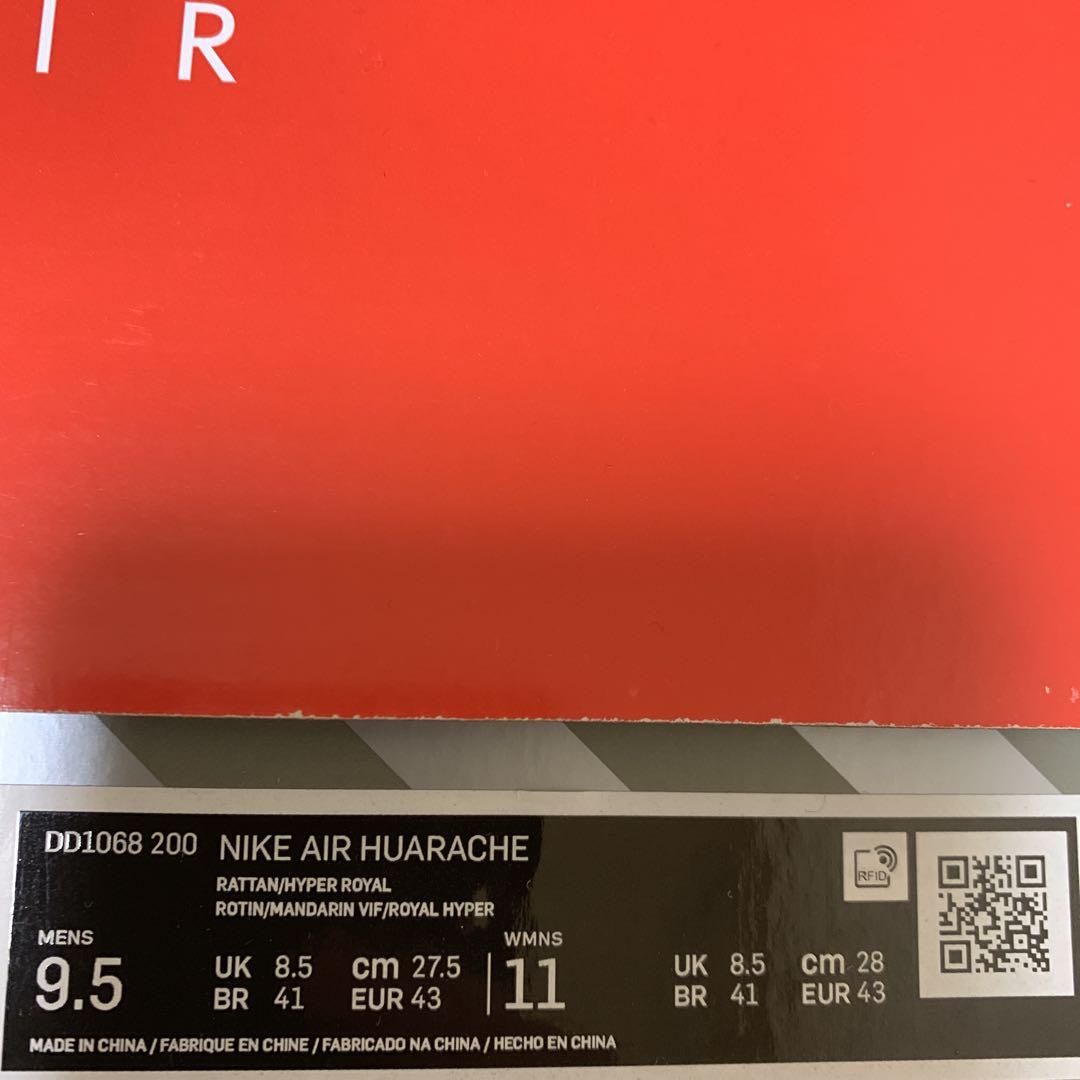 I R
DD1068 200 NIKE AIR HUARACHE
RFID
RATTAN/HYPER ROYAL
ROTIN/MANDARIN VIF/ROYAL HYPER
MENS
9.5
UK 8.5 cm 27.5
BR 41 EUR 43
WMNS
11
UK 8.5 cm 28
BR 41 EUR 43
MADE IN CHINA / FABRIQUE EN CHINE / FABRICADO NA CHINA / HECHO EN CHINA